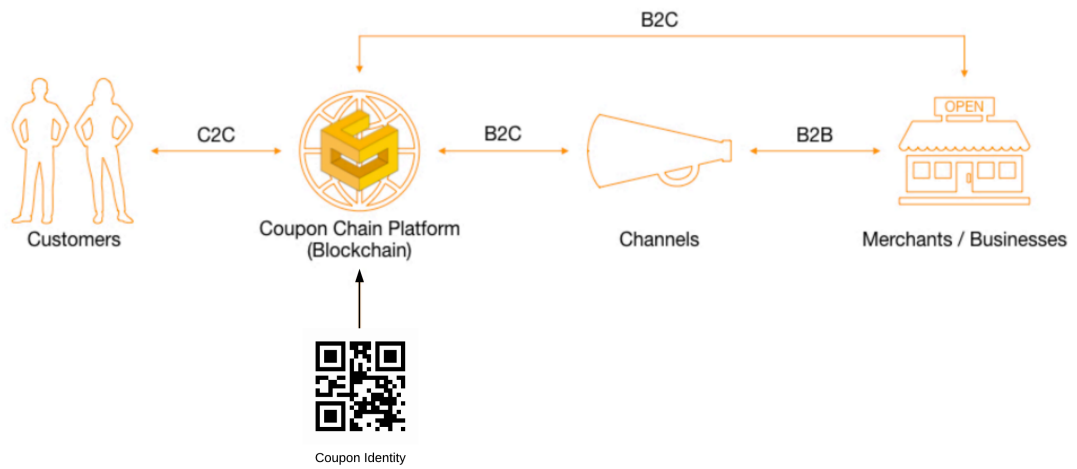 B2C
OPEN
C2C
B2C
B2B
Customers
Coupon Chain Platform
(Blockchain)
Channels
Merchants / Businesses
Coupon Identity